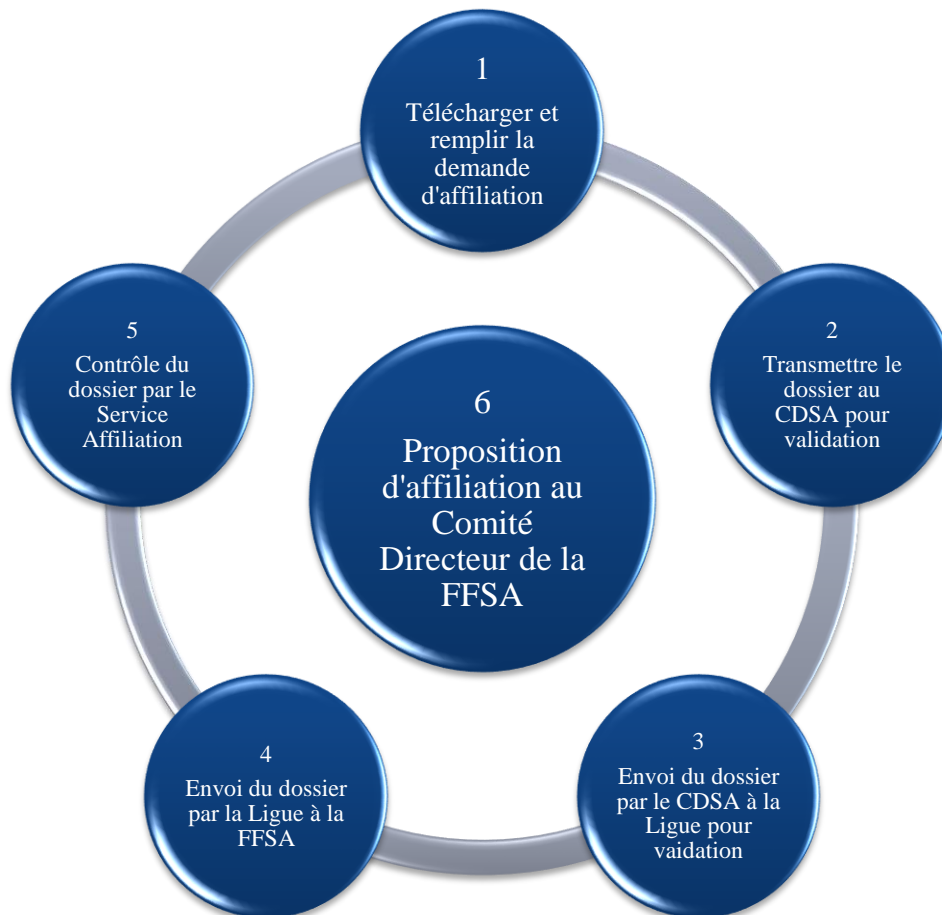 1
Télécharger et
remplir la
demande
d'affiliation
2
Transmettre le
dossier au
CDSA pour
validation
3
Envoi du dossier
par le CDSA à la
Ligue pour
vaidation
4
Envoi du dossier
par la Ligue à la
FFSA
5
Contrôle du
dossier par le
Service
Affiliation
6
Proposition
d'affiliation au
Comité
Directeur de la
FFSA